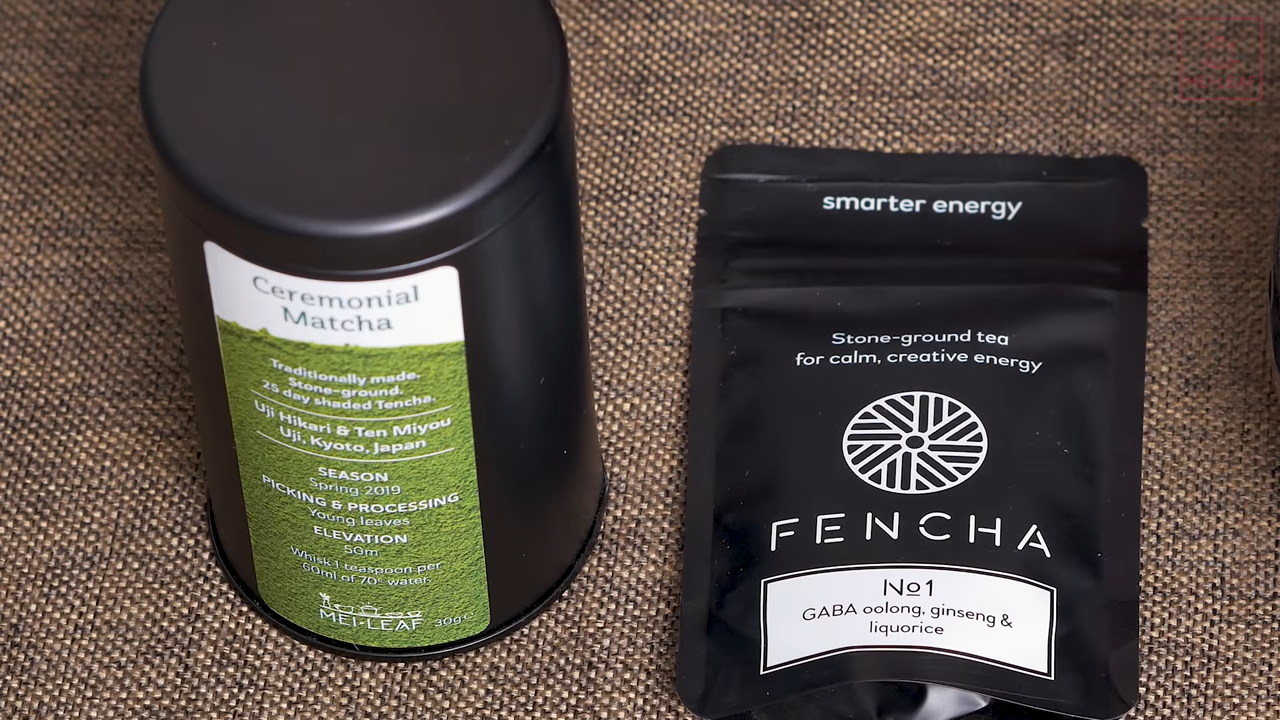 Ceremonial
Matcha
Traditionally made.
Stone-ground.
25 day shaded Tencha.
Uji Hikari & Ten Miyou
Uji, Kyoto, Japan
SEASON
Spring 2019
PICKING & PROCESSING
Young leaves
ELEVATION
50m
Whisk 1 teaspoon per
60ml of 70° water.
MEI·LEAF 30g
smarter energy
Stone-ground tea
for calm, creative energy
FENCHA
No1
GABA oolong, ginseng &
liquorice